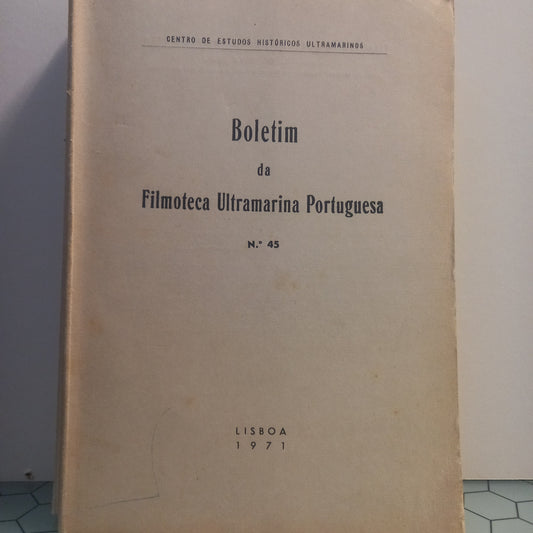 CENTRO DE ESTUDOS HISTÓRICOS ULTRAMARINOS
Boletim
da
Filmoteca Ultramarina Portuguesa
N.º 45
LISBOA
1971